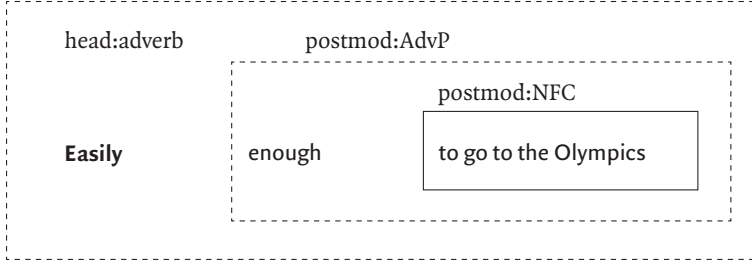 head:adverb postmod:AdvP
postmod:NFC
Easily enough to go to the Olympics